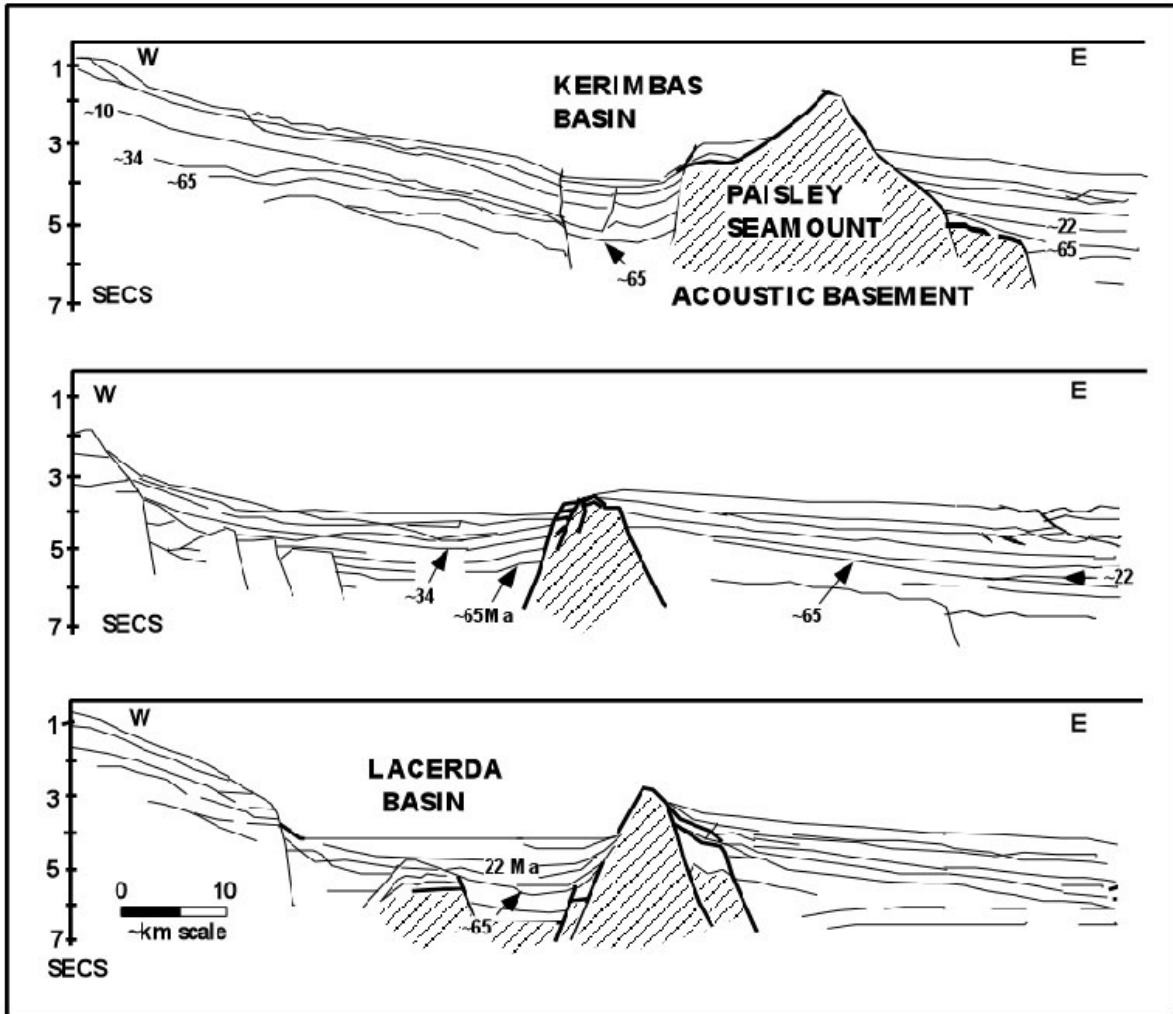 W
E
1
KERIMBAS
BASIN
~10
3
~34
~65
PAISLEY
SEAMOUNT
5
~22
~65
~65
7
SECS
ACOUSTIC BASEMENT
W
E
1
3
5
~34
~65Ma
~65
~22
7
SECS
W
E
1
LACERDA
BASIN
3
5
22 Ma
0 10
~km scale
~65
7
SECS